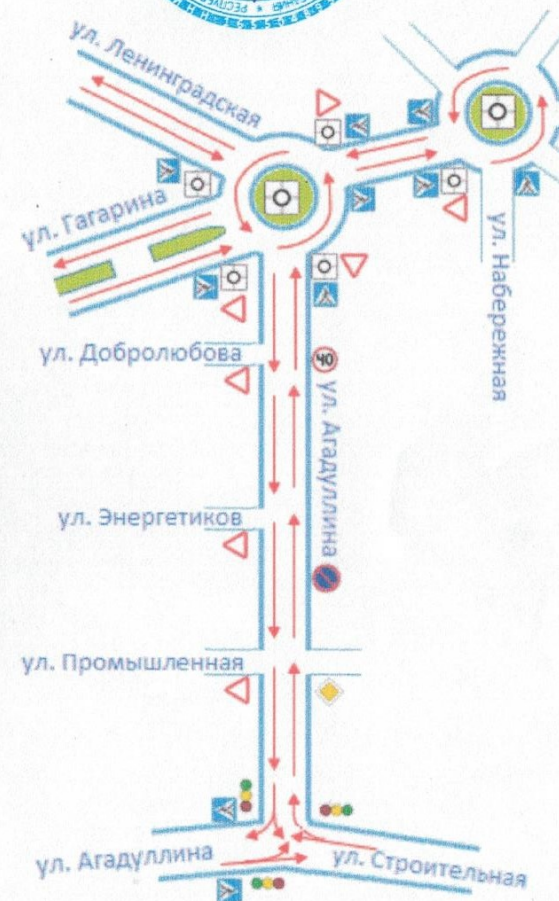 РЕСПУБ
ул. Ленинградская
ул. Гагарина
ул. Набережная
ул. Добролюбова
40
ул. Агадуллина
ул. Энергетиков
ул. Промышленная
ул. Агадуллина
ул. Строительная